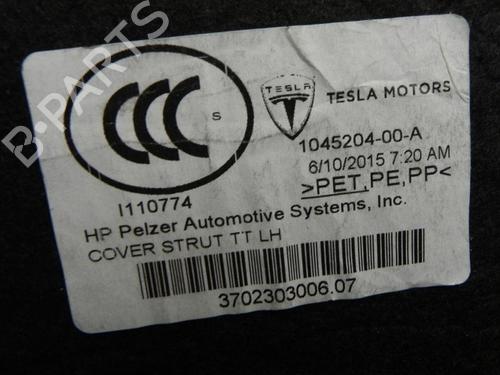 CCC
S
TESLA
TESLA MOTORS
1045204-00-A
6/10/2015 7:20 AM
>PET,PE,PP<
I110774
HP Pelzer Automotive Systems, Inc.
COVER STRUT TT LH
3702303006.07
B-PARTS